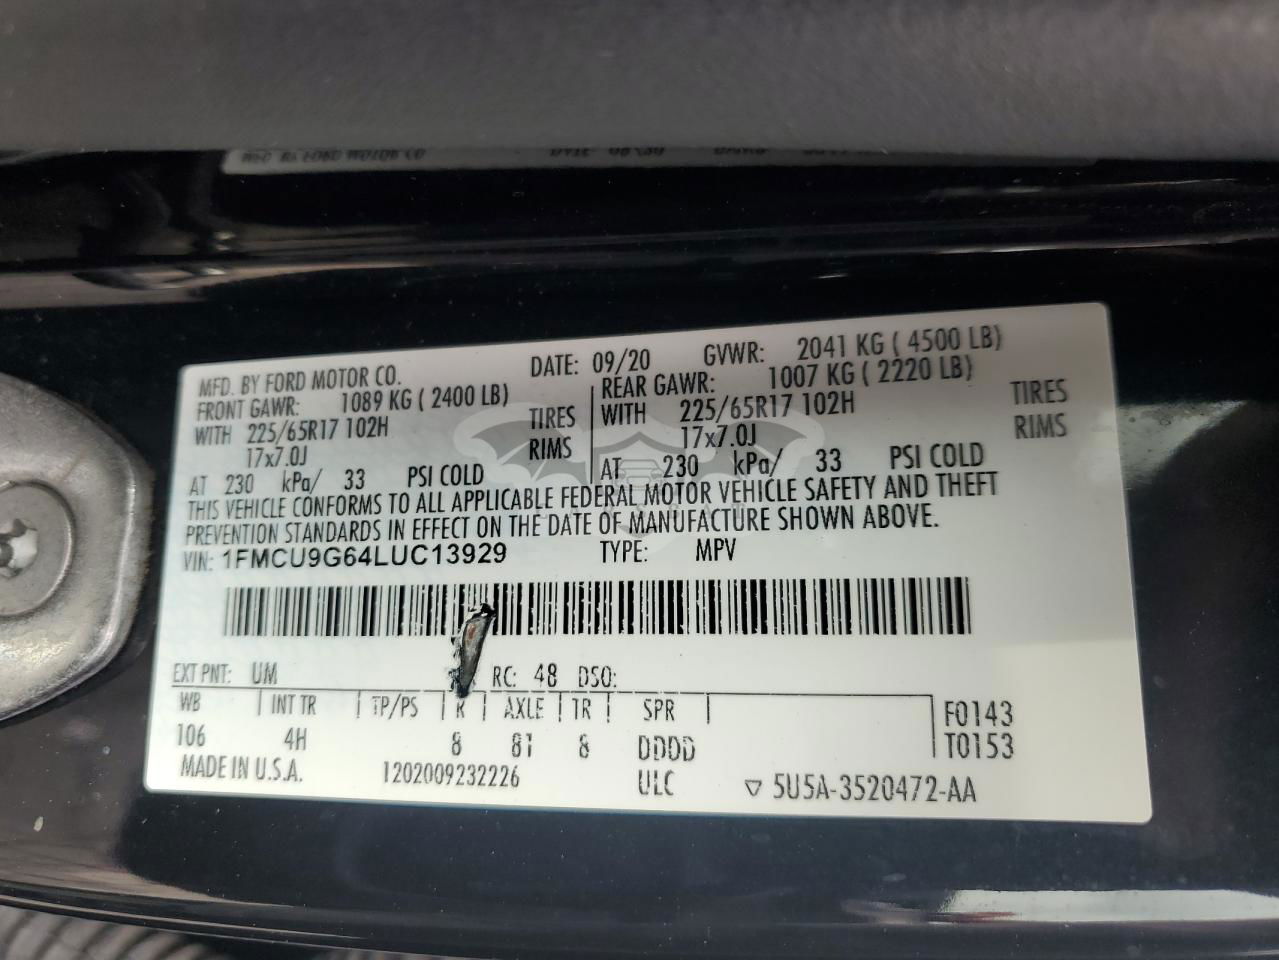 MFD. BY FORD MOTOR CO. DATE: 09/20 GVWR: 2041 KG ( 4500 LB)
FRONT GAWR: 1089 KG ( 2400 LB) REAR GAWR: 1007 KG ( 2220 LB)
WITH 225/65R17 102H TIRES WITH 225/65R17 102H TIRES
17x7.0J RIMS 17x7.0J RIMS
AT 230 kPa/ 33 PSI COLD AT 230 kPa/ 33 PSI COLD
THIS VEHICLE CONFORMS TO ALL APPLICABLE FEDERAL MOTOR VEHICLE SAFETY AND THEFT
PREVENTION STANDARDS IN EFFECT ON THE DATE OF MANUFACTURE SHOWN ABOVE.
VIN: 1FMCU9G64LUC13929 TYPE: MPV
EXT PNT: UM RC: 48 DSO:
WB INT TR TP/PS R AXLE TR SPR F0143
106 4H 8 81 8 DDDD T0153
MADE IN U.S.A. 1202009232226 ULC ▽ 5U5A-3520472-AA